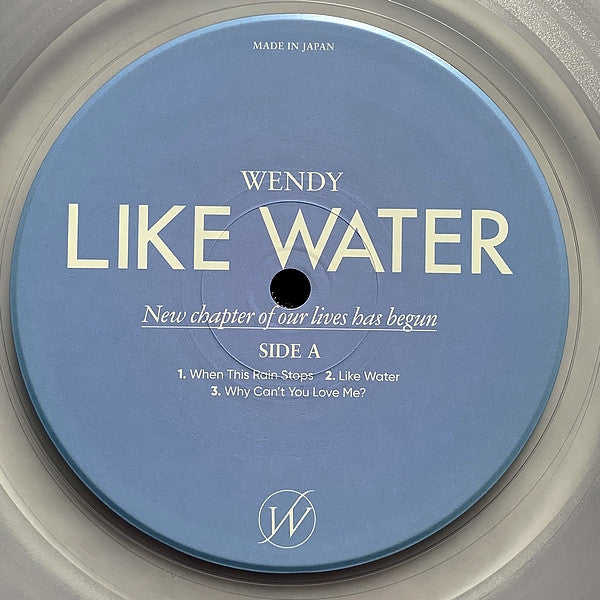 MADE IN JAPAN
WENDY
LIKE WATER
New chapter of our lives has begun
SIDE A
1. When This Rain Stops 2. Like Water
3. Why Can't You Love Me?
W